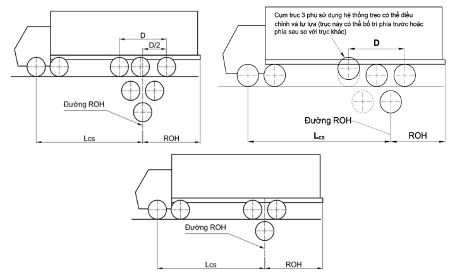 D
D/2
Đường ROH
Lcs
ROH
Cụm trục 3 phụ sử dụng hệ thống treo có thể điều
chỉnh và tự lựa (trục này có thể bố trí phía trước hoặc
phía sau so với trục khác)
D
Đường ROH
Lcs
ROH
Đường ROH
Lcs
ROH